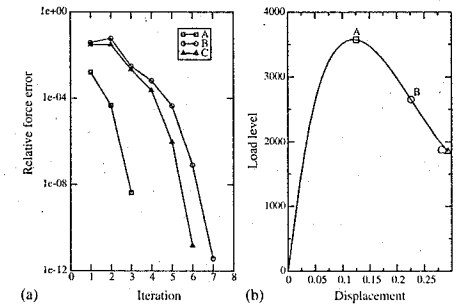 1e+00
1e-04
1e-08
1e-12
Relative force error
A
B
C
0 1 2 3 4 5 6 7 8
(a) Iteration
4000
3000
2000
1000
0
Load level
A
B
C
0 0.05 0.1 0.15 0.2 0.25 0.3
(b) Displacement